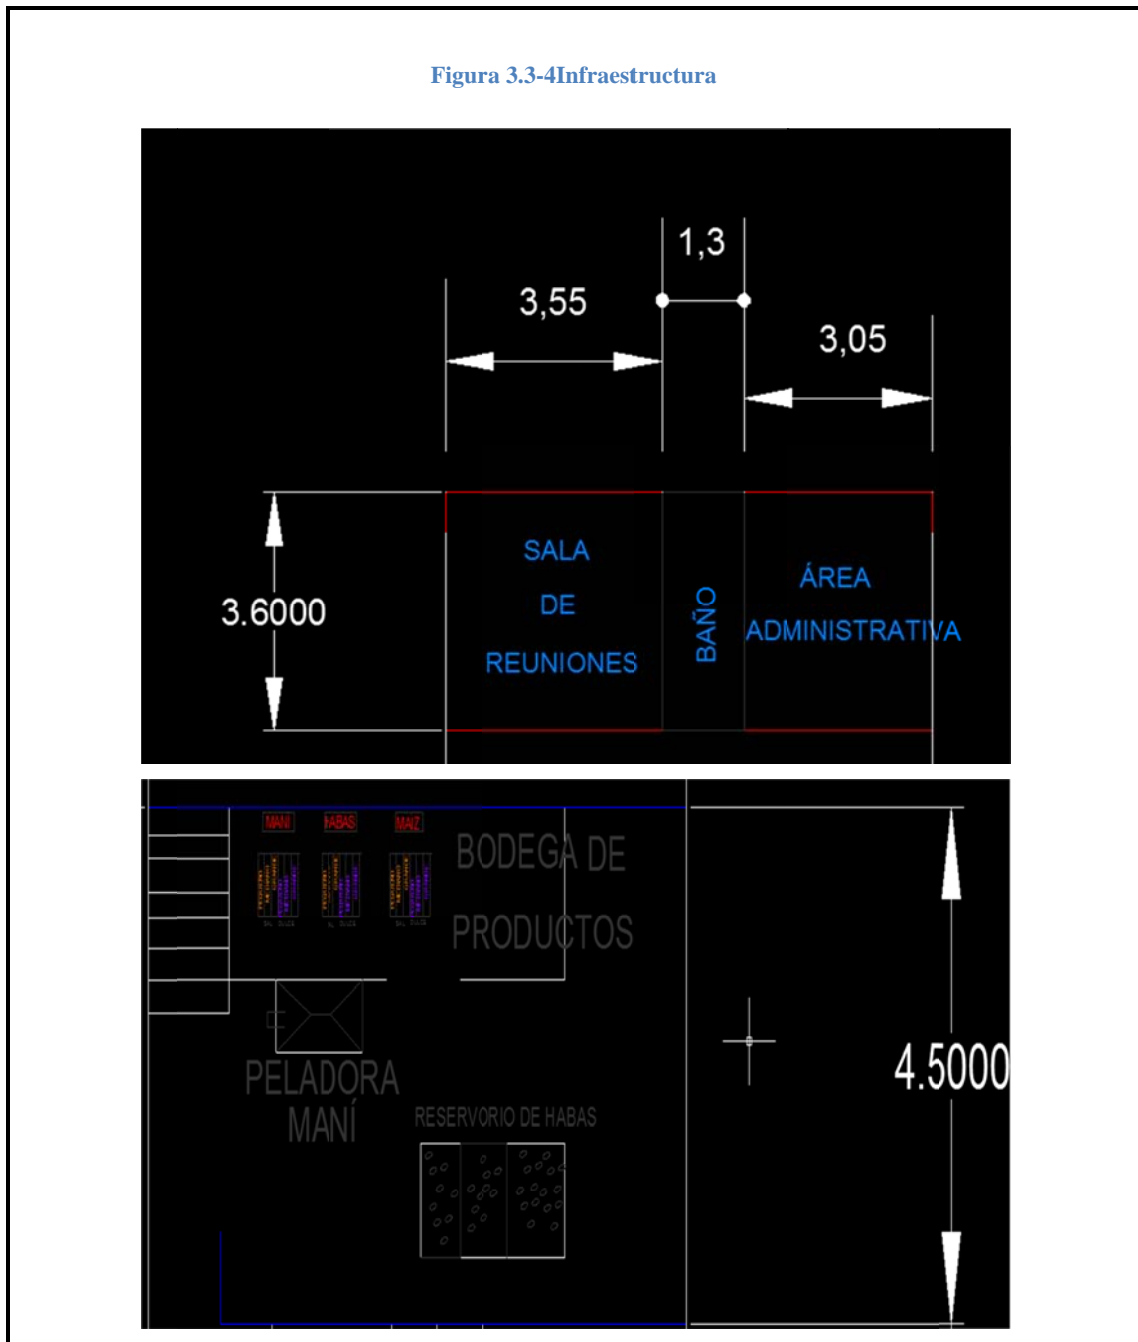 Figura 3.3-4Infraestructura
1,3
3,55
3,05
SALA
DE
REUNIONES
BAÑO
ÁREA
ADMINISTRATIVA
3.6000
MANI
HABAS
MAIZ
BODEGA DE
PRODUCTOS
PELADORA
MANÍ
RESERVORIO DE HABAS
4.5000